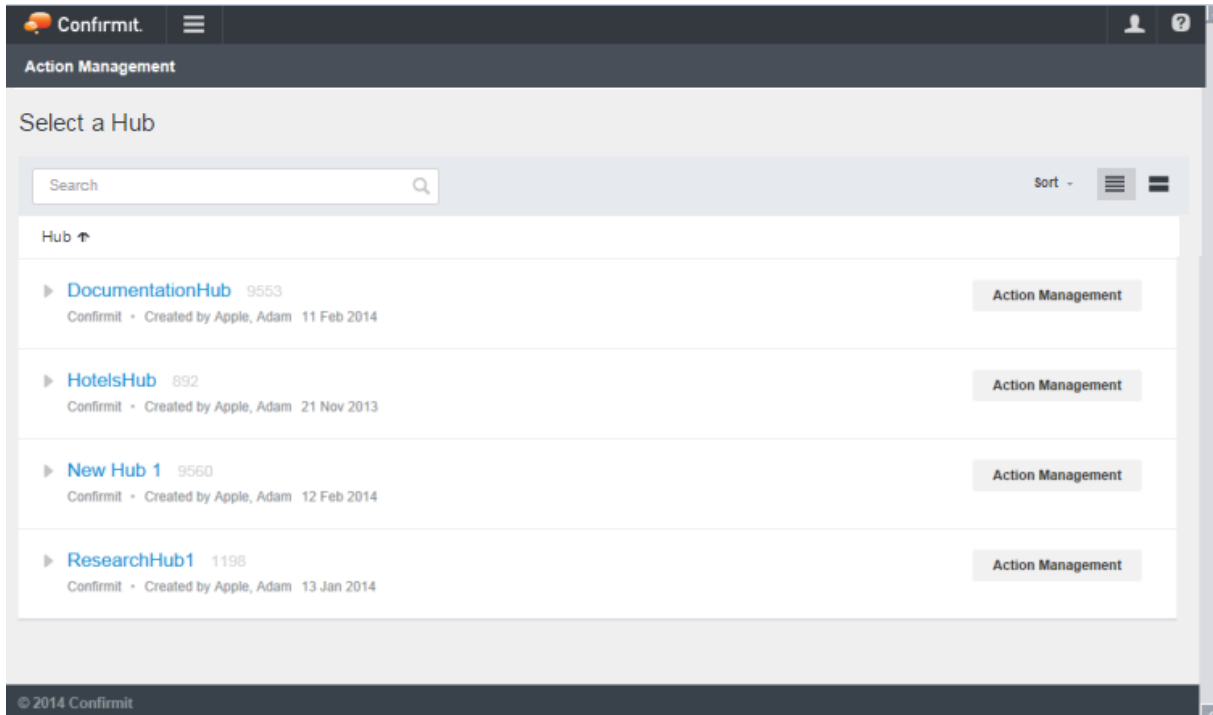 Confirmit.
Action Management
Select a Hub
Search
Sort
Hub
DocumentationHub 9553
Action Management
Confirmit • Created by Apple, Adam 11 Feb 2014
HotelsHub 892
Action Management
Confirmit • Created by Apple, Adam 21 Nov 2013
New Hub 1 9560
Action Management
Confirmit • Created by Apple, Adam 12 Feb 2014
ResearchHub1 1198
Action Management
Confirmit • Created by Apple, Adam 13 Jan 2014
© 2014 Confirmit